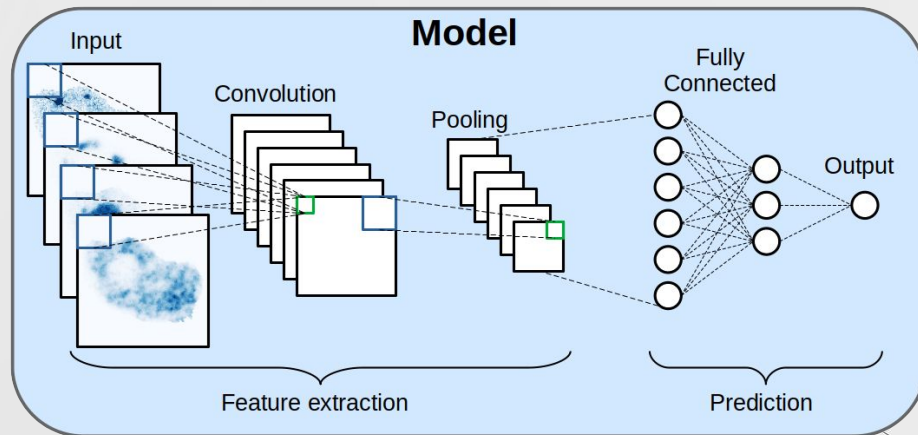 Model
Input
Convolution
Pooling
Fully
Connected
Output
Feature extraction
Prediction